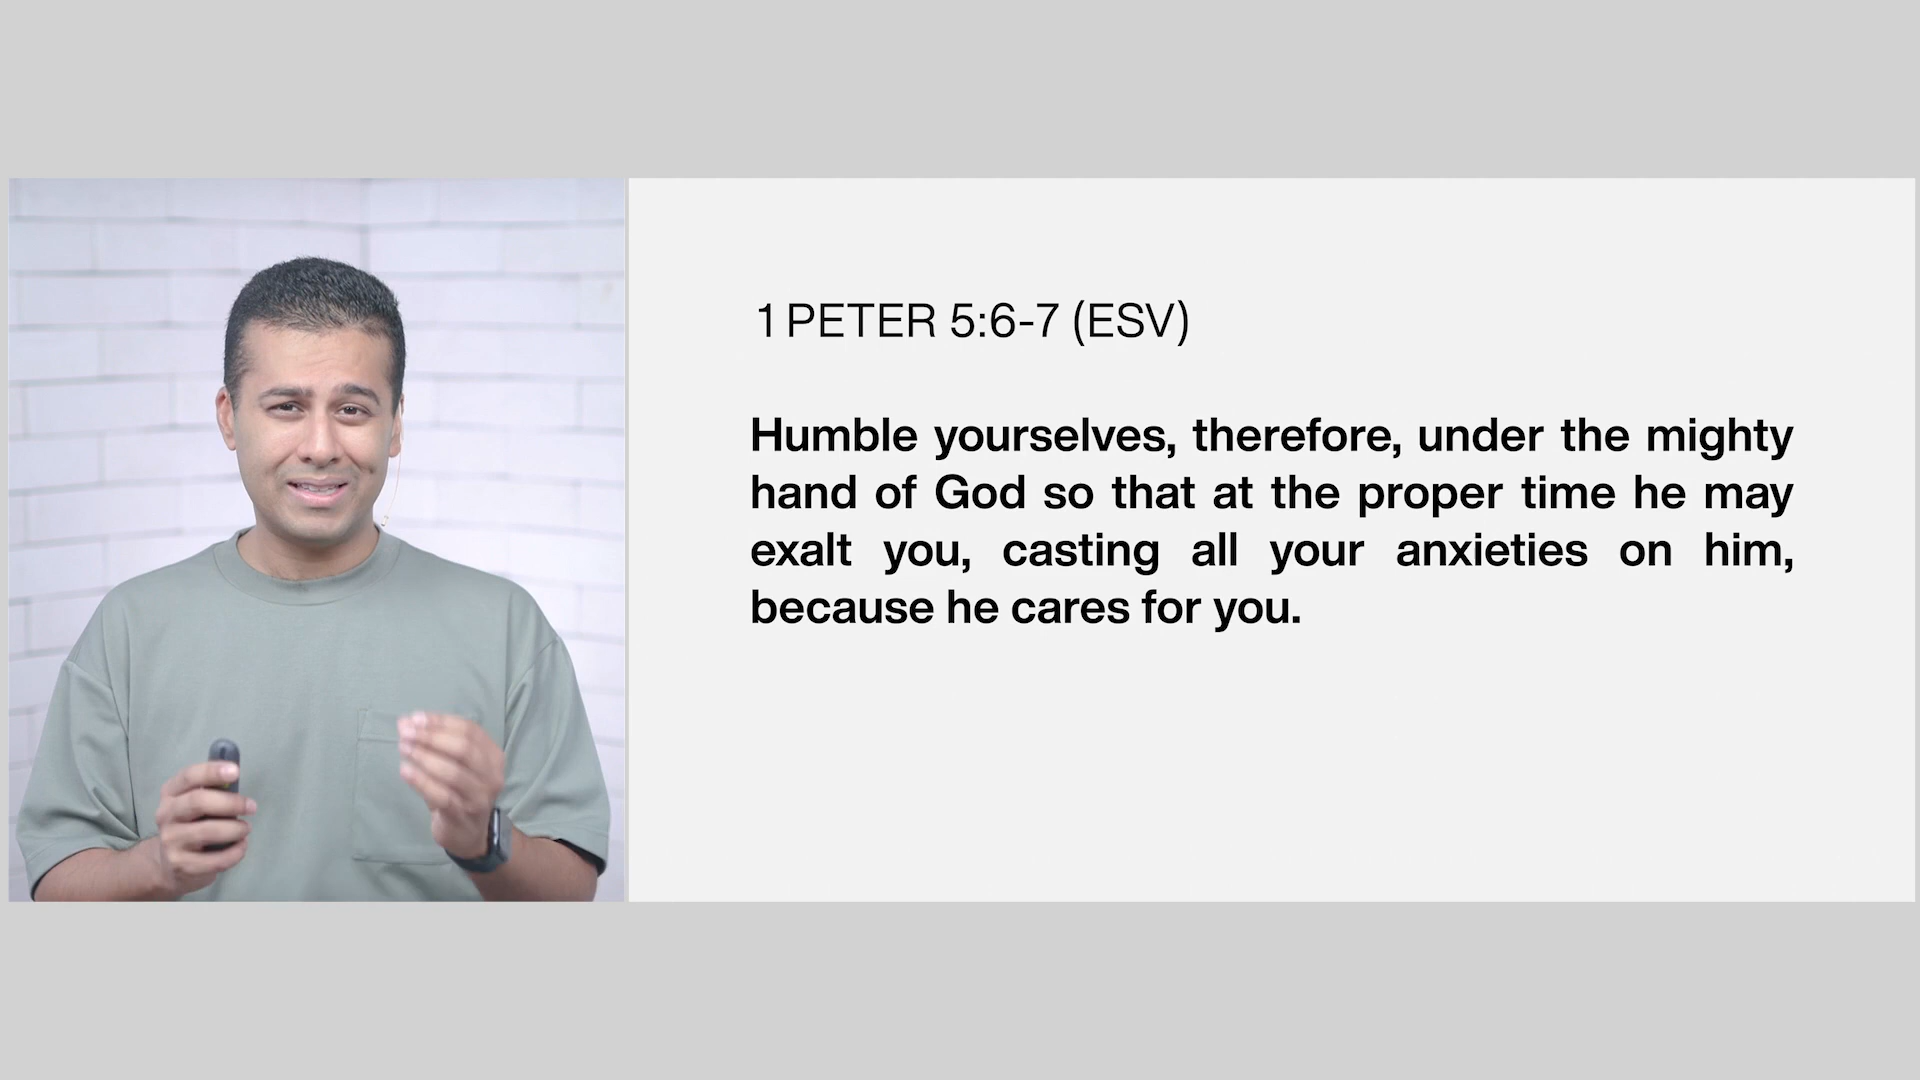 1 PETER 5:6-7 (ESV)
Humble yourselves, therefore, under the mighty
hand of God so that at the proper time he may
exalt you, casting all your anxieties on him,
because he cares for you.